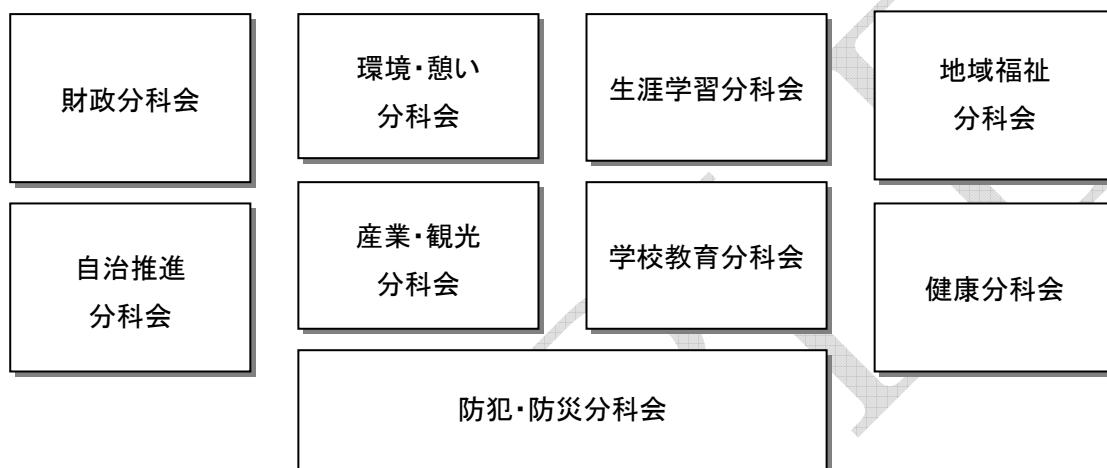 財政分科会
環境・憩い
分科会
生涯学習分科会
地域福祉
分科会
自治推進
分科会
産業・観光
分科会
学校教育分科会
健康分科会
防犯・防災分科会